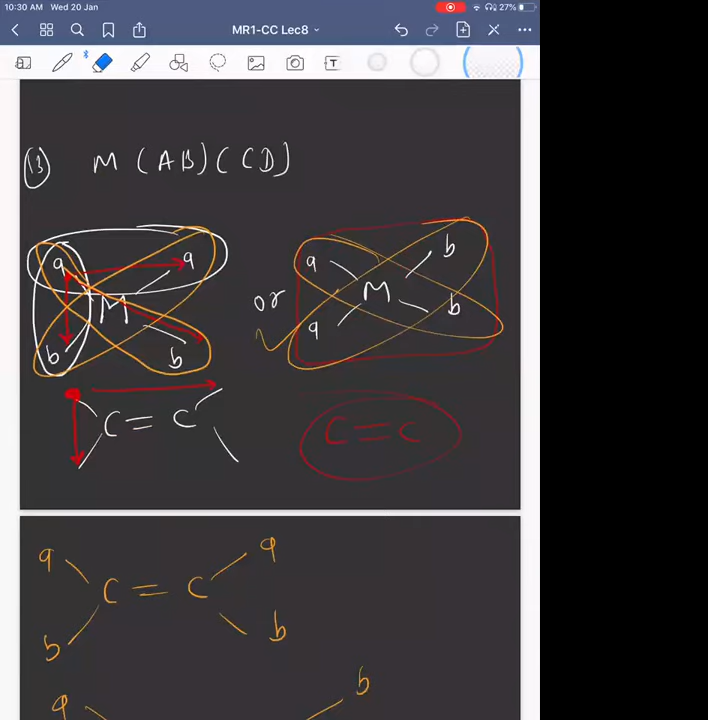 10:30 AM Wed 20 Jan
27%
MR1-CC Lec8
T
13 M (AB) (CD)
a a a b
M or M
b b a b
C = C C = C
a a
C = C
b b
b
a